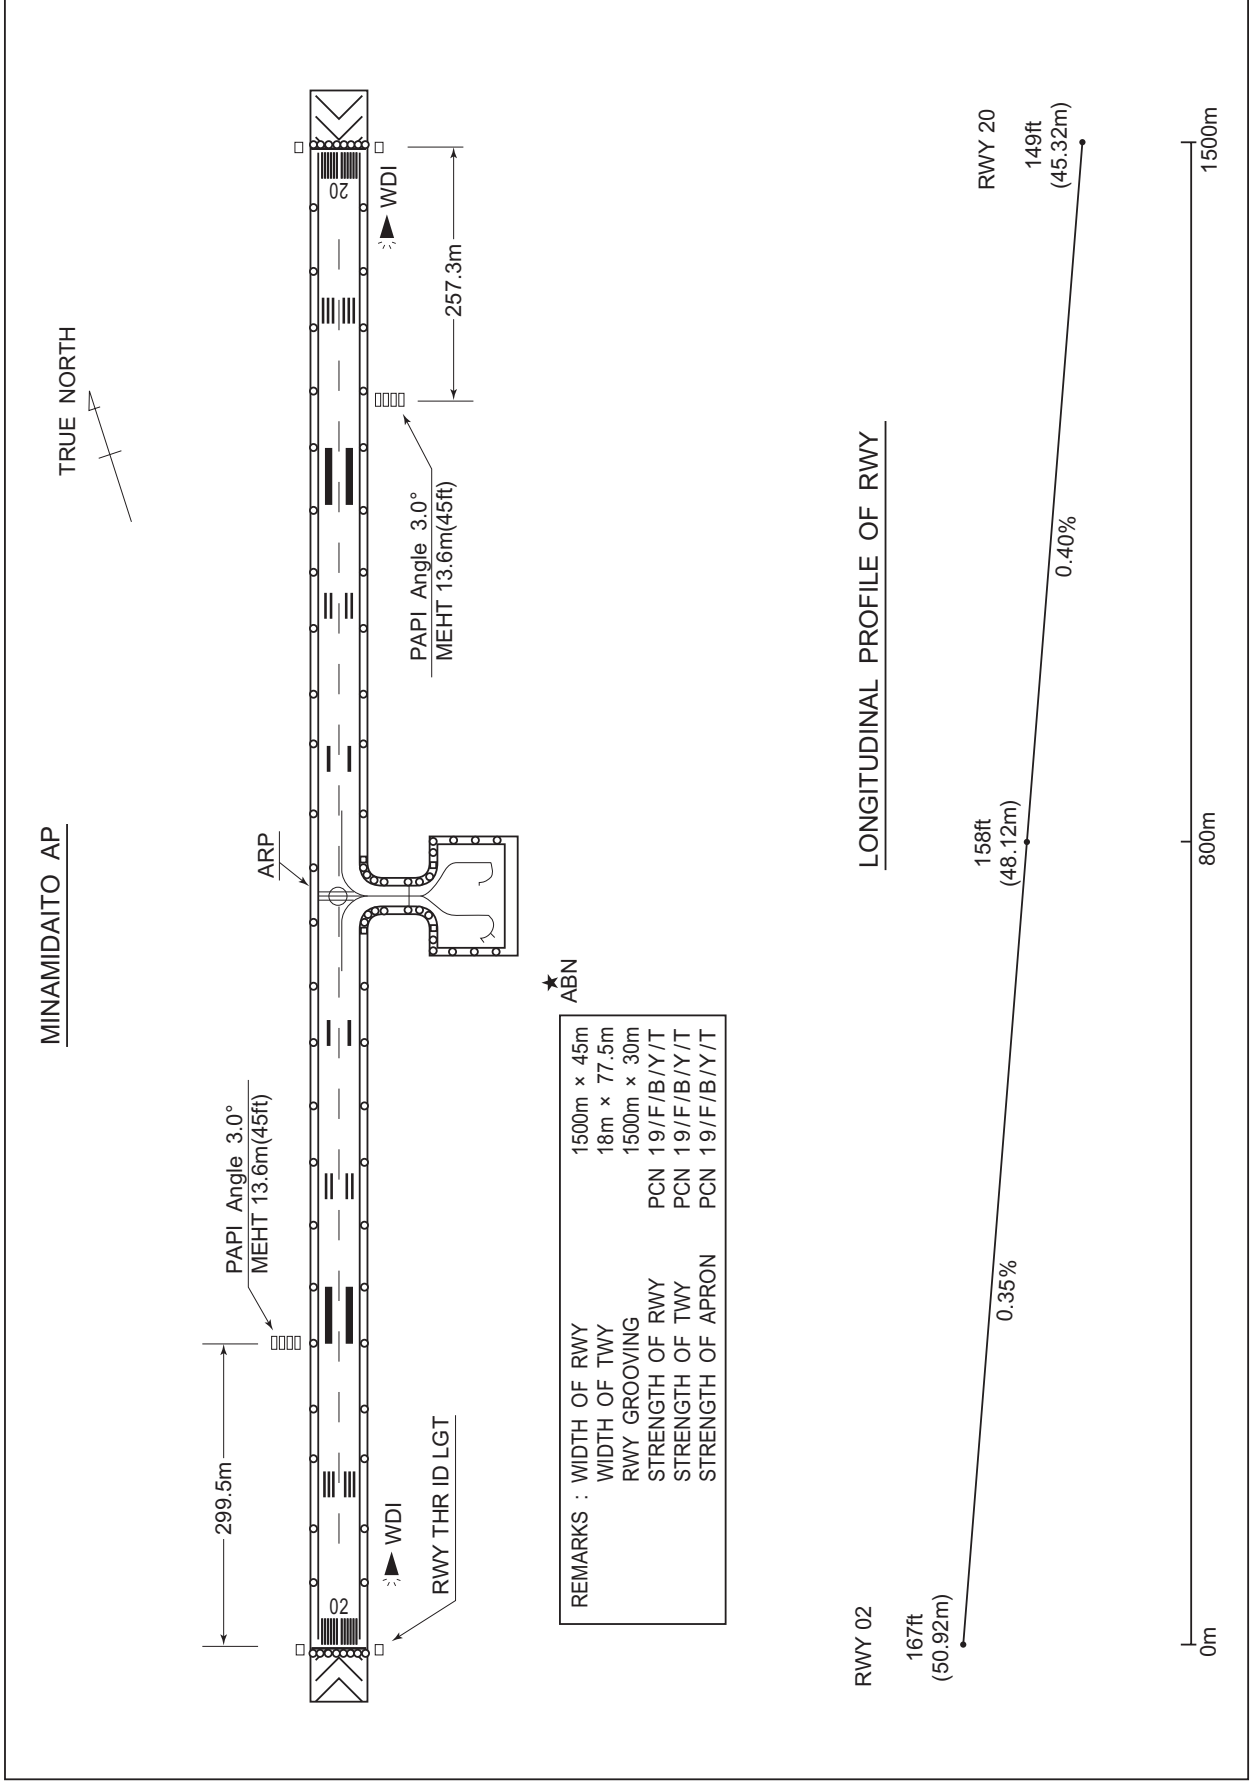 MINAMIDAITO AP
TRUE NORTH
PAPI Angle 3.0°
MEHT 13.6m(45ft)
ARP
299.5m
02
20
WDI
WDI
RWY THR ID LGT
257.3m
PAPI Angle 3.0°
MEHT 13.6m(45ft)
ABN
REMARKS : WIDTH OF RWY 1500m × 45m
WIDTH OF TWY 18m × 77.5m
RWY GROOVING 1500m × 30m
STRENGTH OF RWY PCN 19/F/B/Y/T
STRENGTH OF TWY PCN 19/F/B/Y/T
STRENGTH OF APRON PCN 19/F/B/Y/T
LONGITUDINAL PROFILE OF RWY
RWY 02
167ft
(50.92m)
0.35%
158ft
(48.12m)
0.40%
RWY 20
149ft
(45.32m)
0m
800m
1500m